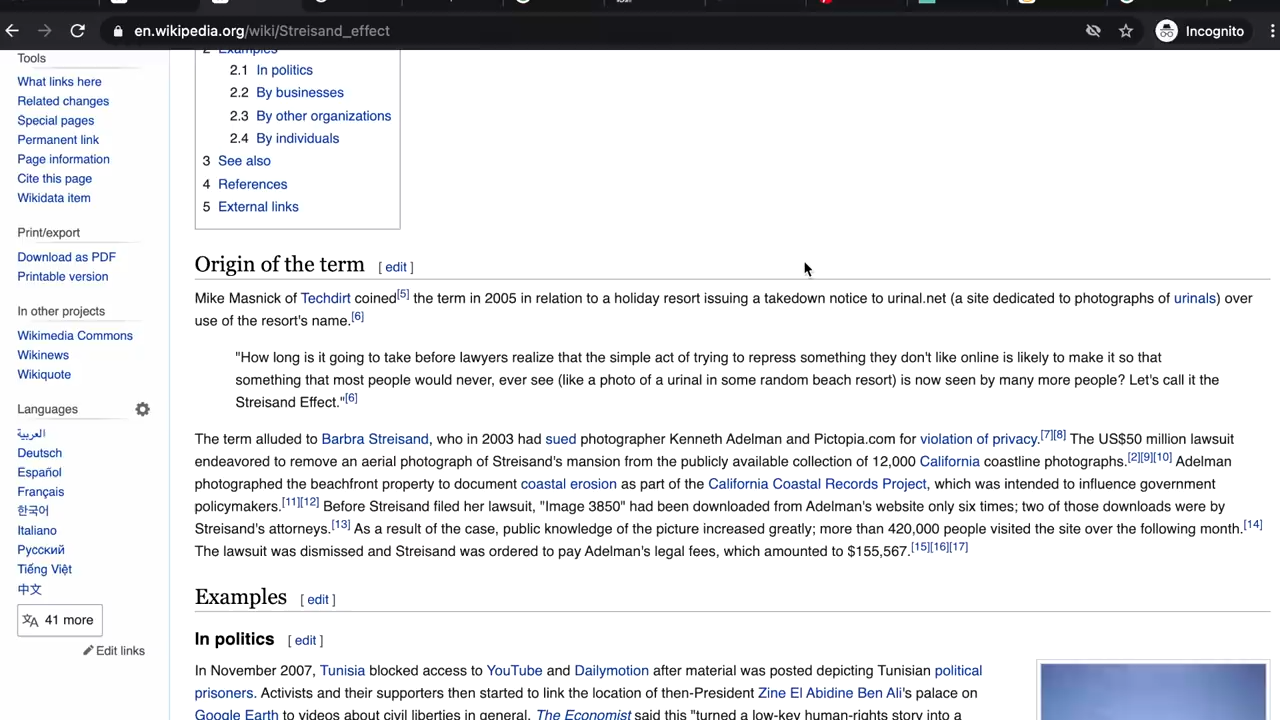 en.wikipedia.org/wiki/Streisand_effect
Incognito
Tools
What links here
Related changes
Special pages
Permanent link
Page information
Cite this page
Wikidata item
Print/export
Download as PDF
Printable version
In other projects
Wikimedia Commons
Wikinews
Wikiquote
Languages
العربية
Deutsch
Español
Français
한국어
Italiano
Русский
Tiếng Việt
中文
41 more
Edit links
2 Examples
2.1 In politics
2.2 By businesses
2.3 By other organizations
2.4 By individuals
3 See also
4 References
5 External links
Origin of the term [ edit ]
Mike Masnick of Techdirt coined[5] the term in 2005 in relation to a holiday resort issuing a takedown notice to urinal.net (a site dedicated to photographs of urinals) over
use of the resort's name.[6]
"How long is it going to take before lawyers realize that the simple act of trying to repress something they don't like online is likely to make it so that
something that most people would never, ever see (like a photo of a urinal in some random beach resort) is now seen by many more people? Let's call it the
Streisand Effect."[6]
The term alluded to Barbra Streisand, who in 2003 had sued photographer Kenneth Adelman and Pictopia.com for violation of privacy.[7][8] The US$50 million lawsuit
endeavored to remove an aerial photograph of Streisand's mansion from the publicly available collection of 12,000 California coastline photographs.[2][9][10] Adelman
photographed the beachfront property to document coastal erosion as part of the California Coastal Records Project, which was intended to influence government
policymakers.[11][12] Before Streisand filed her lawsuit, "Image 3850" had been downloaded from Adelman's website only six times; two of those downloads were by
Streisand's attorneys.[13] As a result of the case, public knowledge of the picture increased greatly; more than 420,000 people visited the site over the following month.[14]
The lawsuit was dismissed and Streisand was ordered to pay Adelman's legal fees, which amounted to $155,567.[15][16][17]
Examples [ edit ]
In politics [ edit ]
In November 2007, Tunisia blocked access to YouTube and Dailymotion after material was posted depicting Tunisian political
prisoners. Activists and their supporters then started to link the location of then-President Zine El Abidine Ben Ali's palace on
Google Earth to videos about civil liberties in general. The Economist said this "turned a low-key human-rights story into a